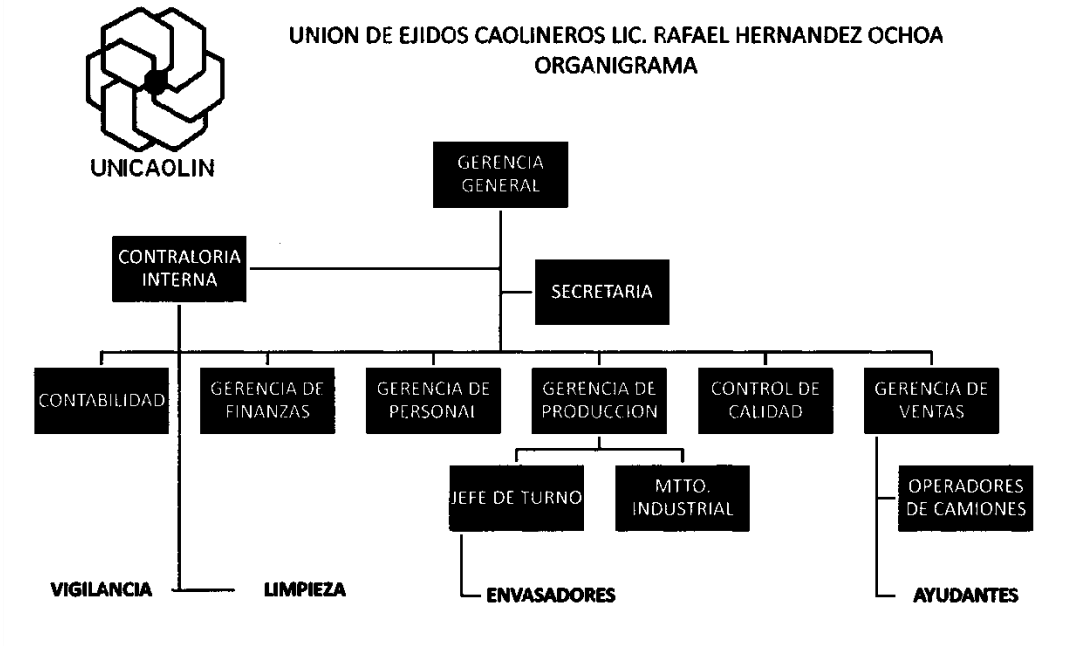 UNION DE EJIDOS CAOLINEROS LIC. RAFAEL HERNANDEZ OCHOA
ORGANIGRAMA
UNICAOLIN
GERENCIA
GENERAL
CONTRALORIA
INTERNA
SECRETARIA
CONTABILIDAD
GERENCIA DE
FINANZAS
GERENCIA DE
PERSONAL
GERENCIA DE
PRODUCCION
CONTROL DE
CALIDAD
GERENCIA DE
VENTAS
JEFE DE TURNO
MTTO.
INDUSTRIAL
OPERADORES
DE CAMIONES
VIGILANCIA
LIMPIEZA
ENVASADORES
AYUDANTES